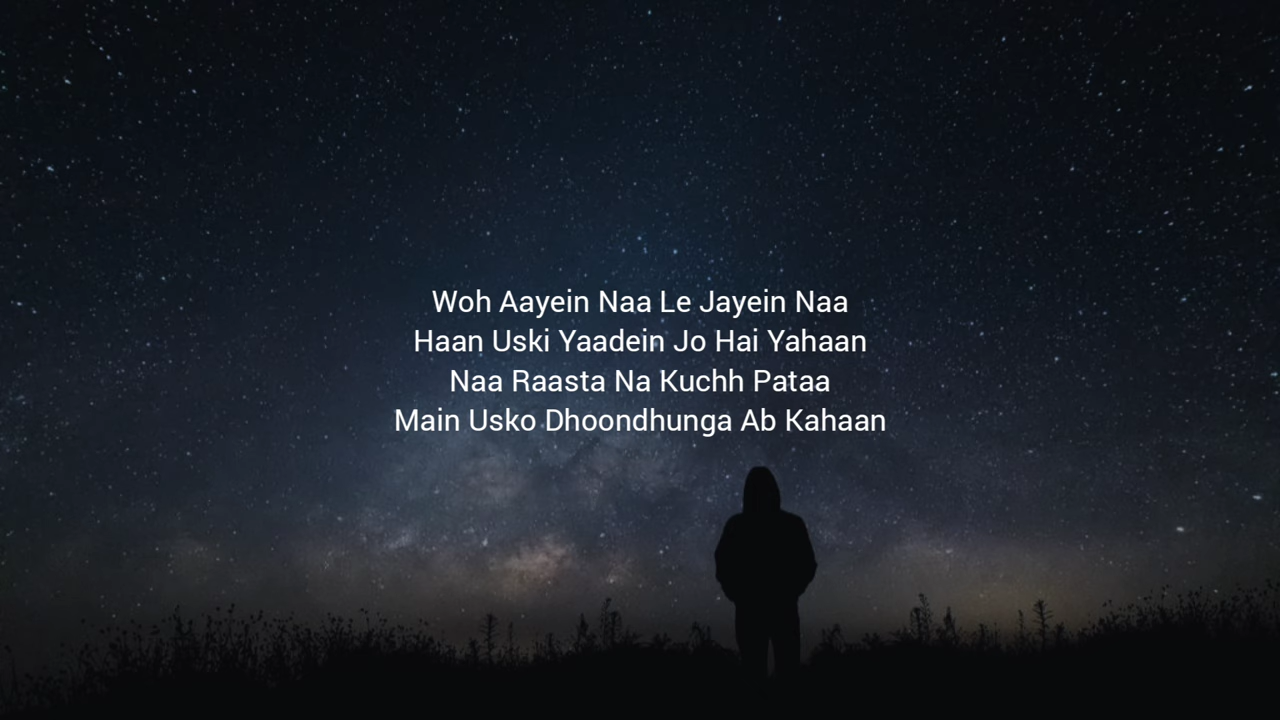 Woh Aayein Naa Le Jayein Naa
Haan Uski Yaadein Jo Hai Yahaan
Naa Raasta Na Kuchh Pataa
Main Usko Dhoondhunga Ab Kahaan